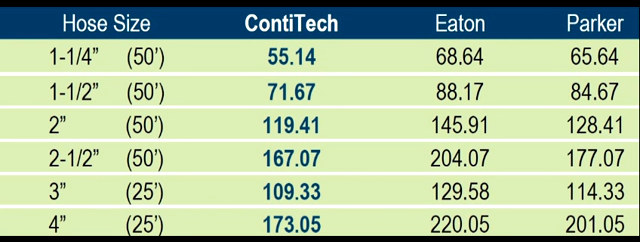 Hose Size ContiTech Eaton Parker
1-1/4” (50’) 55.14 68.64 65.64
1-1/2” (50’) 71.67 88.17 84.67
2” (50’) 119.41 145.91 128.41
2-1/2” (50’) 167.07 204.07 177.07
3” (25’) 109.33 129.58 114.33
4” (25’) 173.05 220.05 201.05